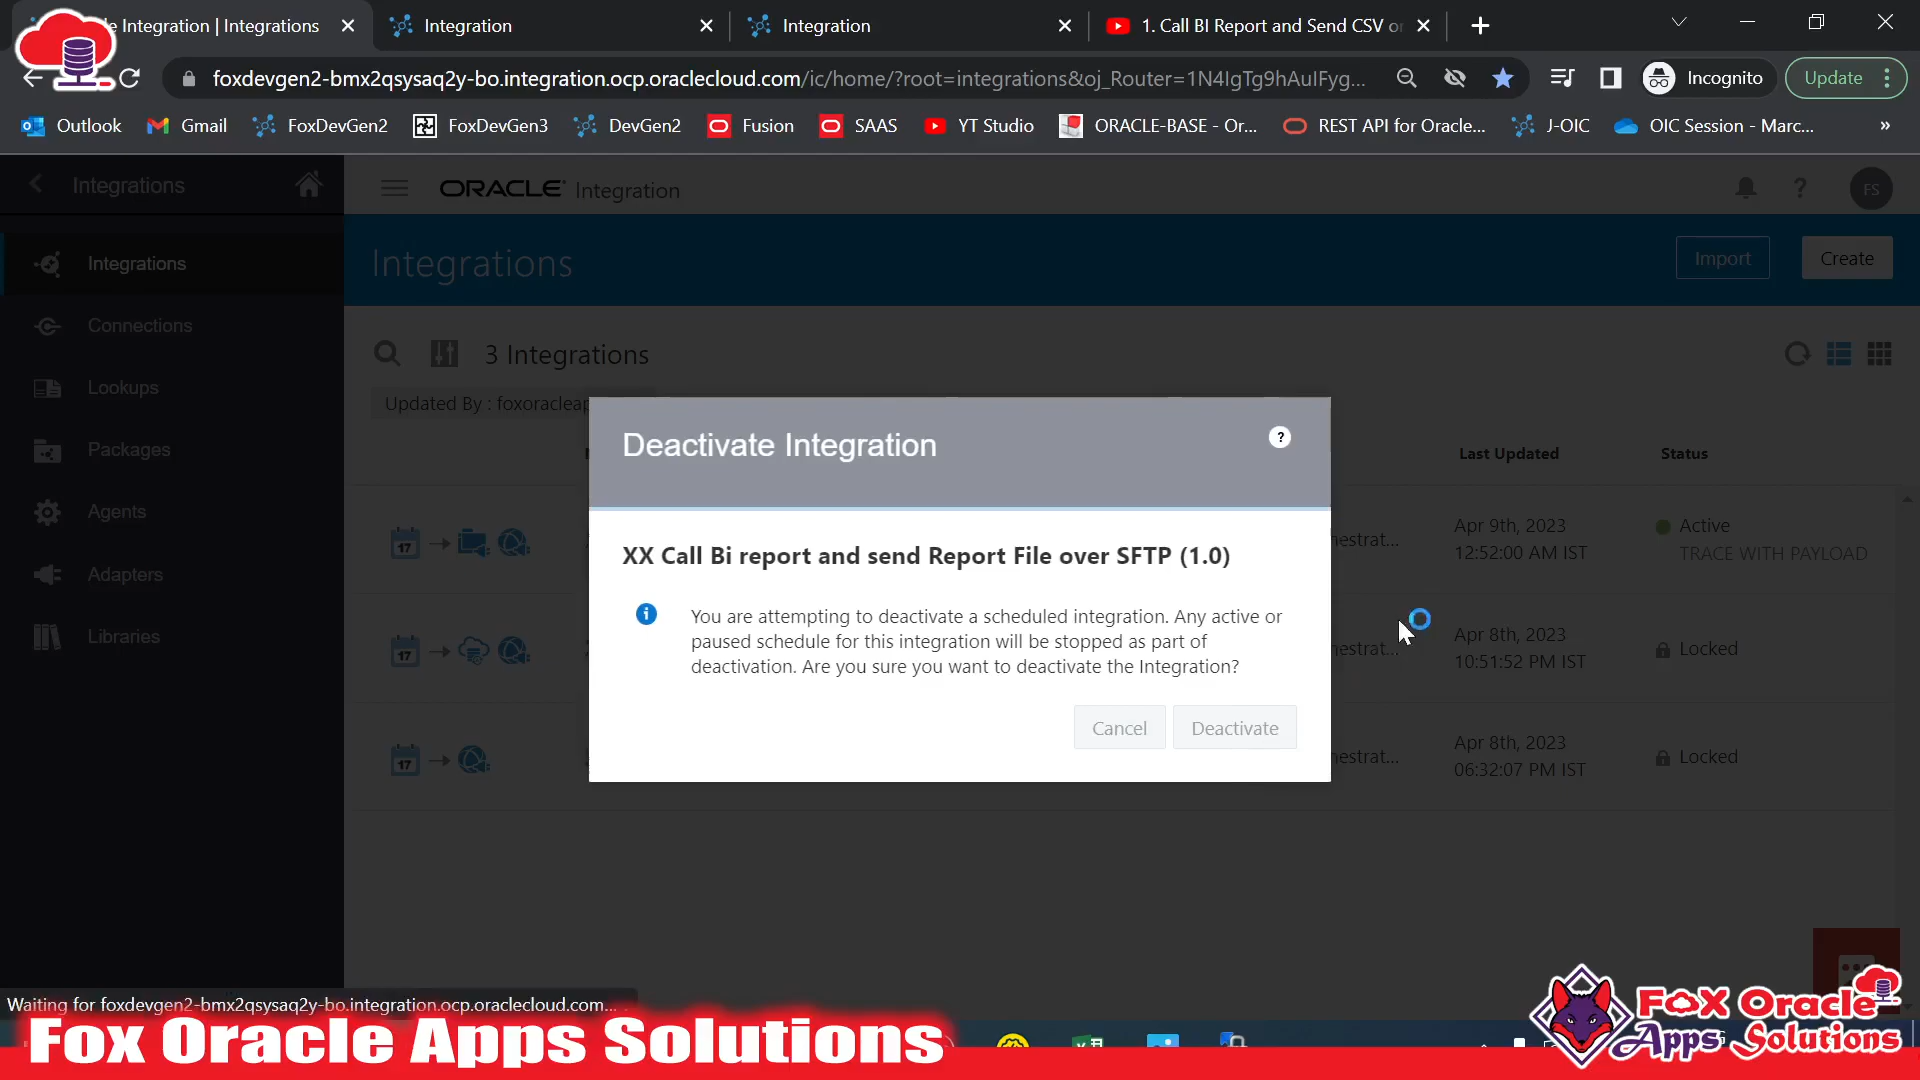 e Integration | Integrations
Integration
Integration
1. Call BI Report and Send CSV o
foxdevgen2-bmx2qsysaq2y-bo.integration.ocp.oraclecloud.com/ic/home/?root=integrations&oj_Router=1N4IgTg9hAuIFyg...
Incognito
Update
Outlook
Gmail
FoxDevGen2
FoxDevGen3
DevGen2
Fusion
SAAS
YT Studio
ORACLE-BASE - Or...
REST API for Oracle...
J-OIC
OIC Session - Marc...
»
Integrations
ORACLE Integration
FS
Integrations
Import
Create
Integrations
Connections
Lookups
Packages
Agents
Adapters
Libraries
3 Integrations
Updated By : foxoracleap
Last Updated
Status
17
hestrat...
Apr 9th, 2023
12:52:00 AM IST
Active
TRACE WITH PAYLOAD
17
hestrat...
Apr 8th, 2023
10:51:52 PM IST
Locked
17
hestrat...
Apr 8th, 2023
06:32:07 PM IST
Locked
Deactivate Integration
?
XX Call Bi report and send Report File over SFTP (1.0)
You are attempting to deactivate a scheduled integration. Any active or
paused schedule for this integration will be stopped as part of
deactivation. Are you sure you want to deactivate the Integration?
Cancel
Deactivate
Waiting for foxdevgen2-bmx2qsysaq2y-bo.integration.ocp.oraclecloud.com...
Fox Oracle Apps Solutions
FOX Oracle
Apps Solutions